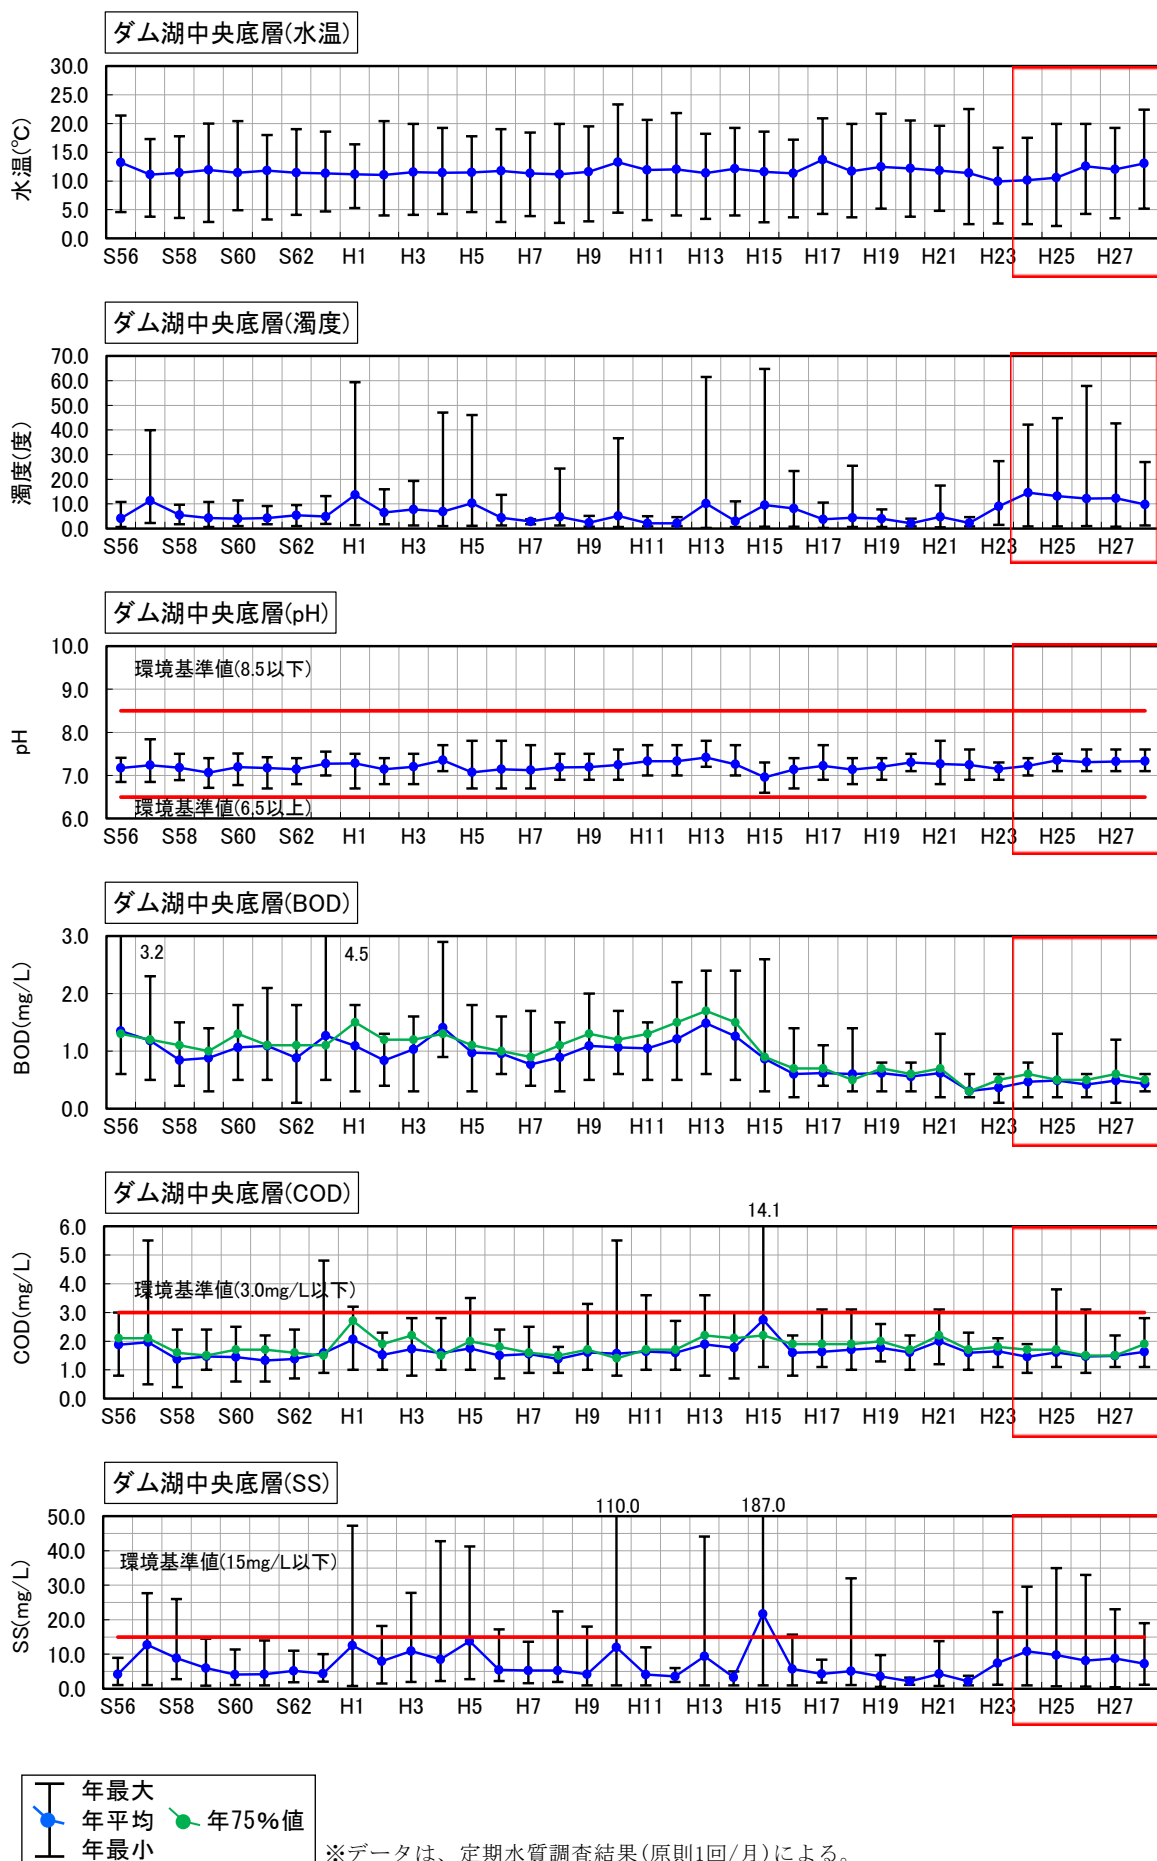 ダム湖中央底層(水温)
水温(℃)
30.0
25.0
20.0
15.0
10.0
5.0
0.0
S56 S58 S60 S62 H1 H3 H5 H7 H9 H11 H13 H15 H17 H19 H21 H23 H25 H27
ダム湖中央底層(濁度)
濁度(度)
70.0
60.0
50.0
40.0
30.0
20.0
10.0
0.0
S56 S58 S60 S62 H1 H3 H5 H7 H9 H11 H13 H15 H17 H19 H21 H23 H25 H27
ダム湖中央底層(pH)
pH
10.0
9.0
8.0
7.0
6.0
環境基準値(8.5以下)
環境基準値(6.5以上)
S56 S58 S60 S62 H1 H3 H5 H7 H9 H11 H13 H15 H17 H19 H21 H23 H25 H27
ダム湖中央底層(BOD)
BOD(mg/L)
3.0
2.0
1.0
0.0
3.2 4.5
S56 S58 S60 S62 H1 H3 H5 H7 H9 H11 H13 H15 H17 H19 H21 H23 H25 H27
ダム湖中央底層(COD)
COD(mg/L)
14.1
6.0
5.0
4.0
3.0
2.0
1.0
0.0
環境基準値(3.0mg/L以下)
S56 S58 S60 S62 H1 H3 H5 H7 H9 H11 H13 H15 H17 H19 H21 H23 H25 H27
ダム湖中央底層(SS)
SS(mg/L)
110.0 187.0
50.0
40.0
30.0
20.0
10.0
0.0
環境基準値(15mg/L以下)
S56 S58 S60 S62 H1 H3 H5 H7 H9 H11 H13 H15 H17 H19 H21 H23 H25 H27
年最大
年平均 年75%値
年最小
※データは、定期水質調査結果(原則1回/月)による。